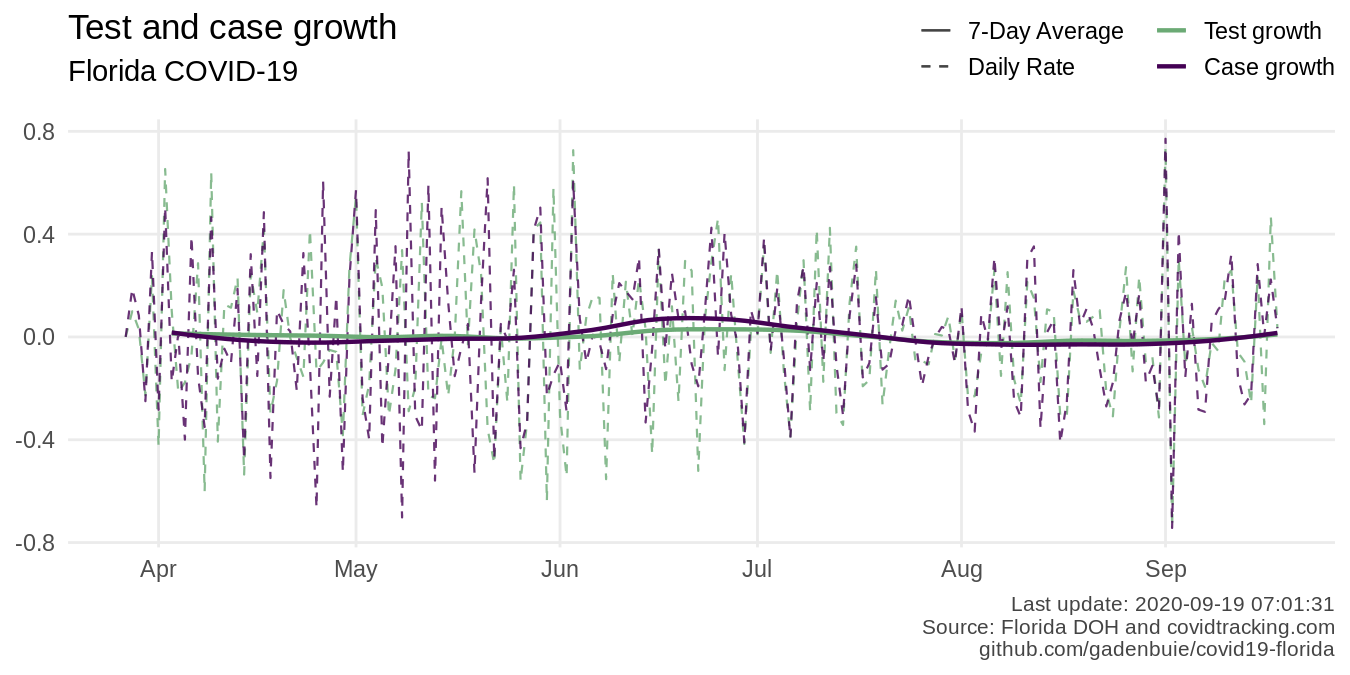 Test and case growth
Florida COVID-19
7-Day Average
Test growth
Daily Rate
Case growth
0.8
0.4
0.0
-0.4
-0.8
Apr May Jun Jul Aug Sep
Last update: 2020-09-19 07:01:31
Source: Florida DOH and covidtracking.com
github.com/gadenbuie/covid19-florida